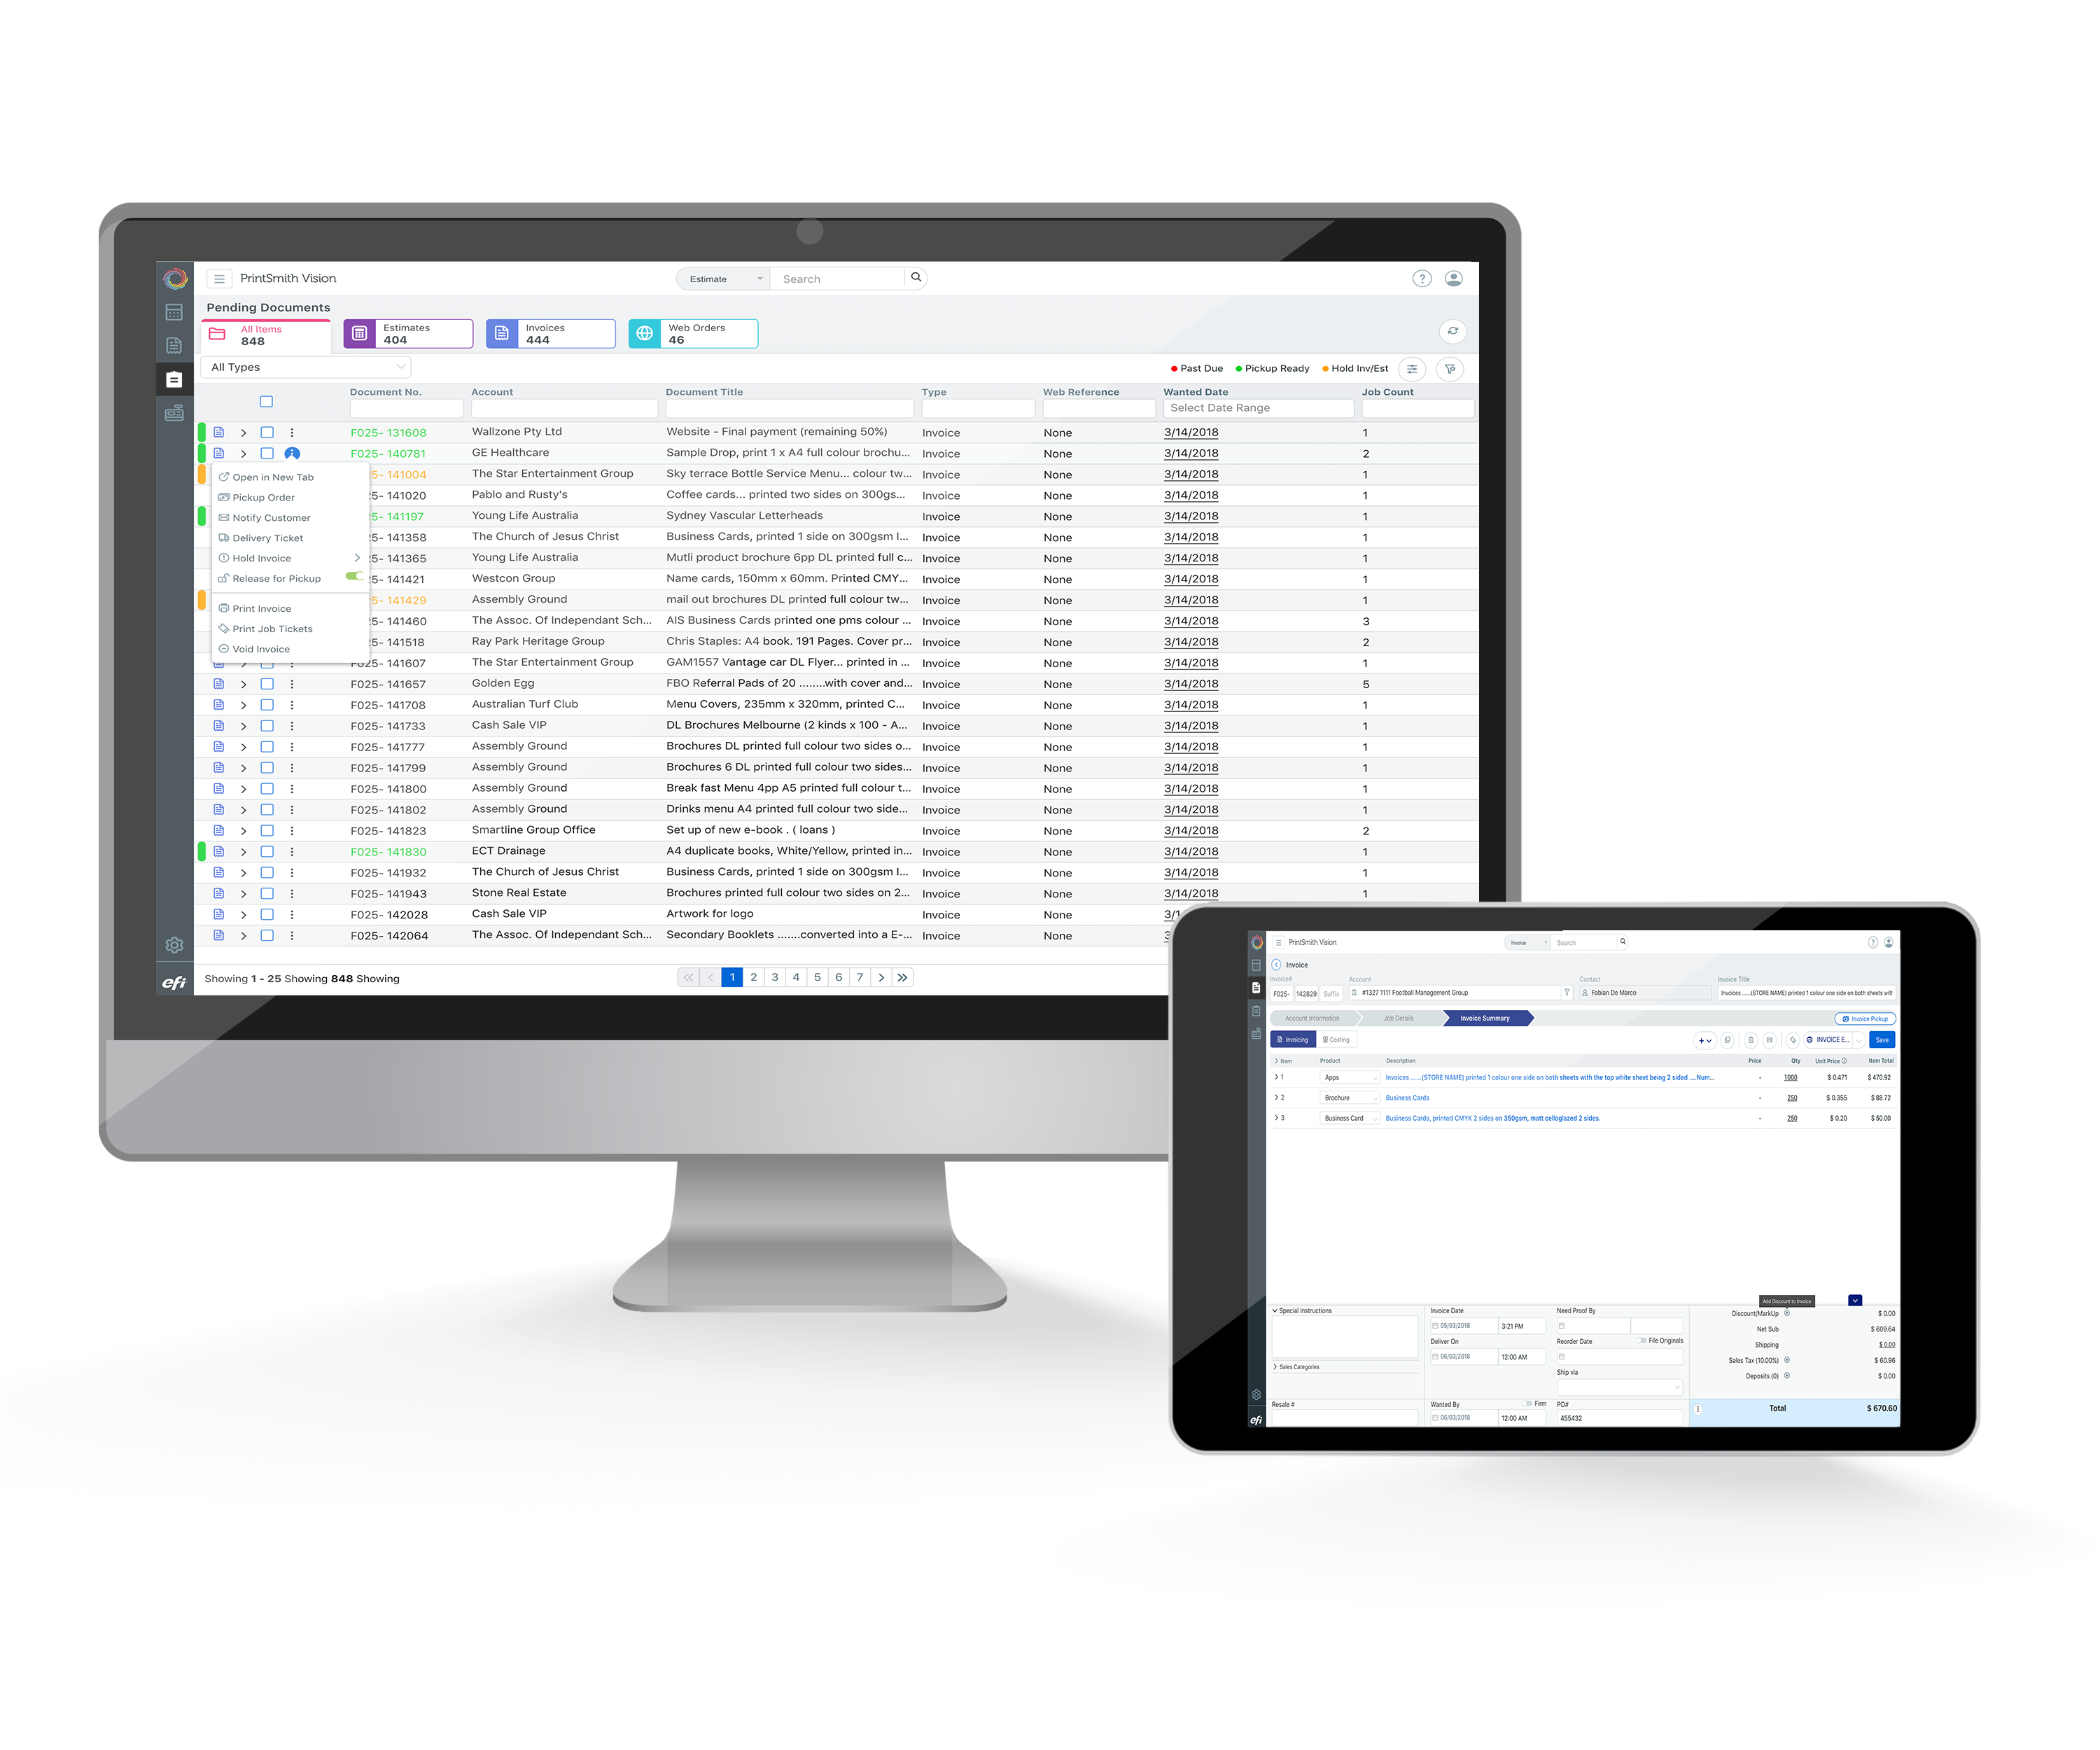 PrintSmith Vision Estimate Search
Pending Documents
All Items 848 Estimates 404 Invoices 444 Web Orders 46
All Types Past Due Pickup Ready Hold Inv/Est
Document No. Account Document Title Type Web Reference Wanted Date Job Count
Select Date Range
F025- 131608 Wallzone Pty Ltd Website - Final payment (remaining 50%) Invoice None 3/14/2018 1
F025- 140781 GE Healthcare Sample Drop, print 1 x A4 full colour brochu... Invoice None 3/14/2018 2
5- 141004 The Star Entertainment Group Sky terrace Bottle Service Menu... colour tw... Invoice None 3/14/2018 1
5- 141020 Pablo and Rusty's Coffee cards... printed two sides on 300gs... Invoice None 3/14/2018 1
5- 141197 Young Life Australia Sydney Vascular Letterheads Invoice None 3/14/2018 1
5- 141358 The Church of Jesus Christ Business Cards, printed 1 side on 300gsm I... Invoice None 3/14/2018 1
5- 141365 Young Life Australia Mutli product brochure 6pp DL printed full c... Invoice None 3/14/2018 1
5- 141421 Westcon Group Name cards, 150mm x 60mm. Printed CMY... Invoice None 3/14/2018 1
5- 141429 Assembly Ground mail out brochures DL printed full colour tw... Invoice None 3/14/2018 1
5- 141460 The Assoc. Of Independant Sch... AIS Business Cards printed one pms colour ... Invoice None 3/14/2018 3
5- 141518 Ray Park Heritage Group Chris Staples: A4 book. 191 Pages. Cover pr... Invoice None 3/14/2018 2
F025- 141607 The Star Entertainment Group GAM1557 Vantage car DL Flyer... printed in ... Invoice None 3/14/2018 1
F025- 141657 Golden Egg FBO Referral Pads of 20 ........with cover and... Invoice None 3/14/2018 5
F025- 141708 Australian Turf Club Menu Covers, 235mm x 320mm, printed C... Invoice None 3/14/2018 1
F025- 141733 Cash Sale VIP DL Brochures Melbourne (2 kinds x 100 - A... Invoice None 3/14/2018 1
F025- 141777 Assembly Ground Brochures DL printed full colour two sides o... Invoice None 3/14/2018 1
F025- 141799 Assembly Ground Brochures 6 DL printed full colour two sides... Invoice None 3/14/2018 1
F025- 141800 Assembly Ground Break fast Menu 4pp A5 printed full colour t... Invoice None 3/14/2018 1
F025- 141802 Assembly Ground Drinks menu A4 printed full colour two side... Invoice None 3/14/2018 1
F025- 141823 Smartline Group Office Set up of new e-book . ( loans ) Invoice None 3/14/2018 2
F025- 141830 ECT Drainage A4 duplicate books, White/Yellow, printed in... Invoice None 3/14/2018 1
F025- 141932 The Church of Jesus Christ Business Cards, printed 1 side on 300gsm I... Invoice None 3/14/2018 1
F025- 141943 Stone Real Estate Brochures printed full colour two sides on 2... Invoice None 3/14/2018 1
F025- 142028 Cash Sale VIP Artwork for logo Invoice None 3/1
F025- 142064 The Assoc. Of Independant Sch... Secondary Booklets .......converted into a E-... Invoice None 3
Open in New Tab
Pickup Order
Notify Customer
Delivery Ticket
Hold Invoice
Release for Pickup
Print Invoice
Print Job Tickets
Void Invoice
efi Showing 1 - 25 Showing 848 Showing 1 2 3 4 5 6 7
PrintSmith Vision Invoice Search
Invoice
Invoice# Account Contact Invoice Title
F025- 142829 Suffix #1327 1111 Football Management Group Fabian De Marco Invoices ......(STORE NAME) printed 1 colour one side on both sheets wit
Account Information Job Details Invoice Summary Invoice Pickup
Invoicing Costing INVOICE E... Save
Item Product Description Price Qty Unit Price Item Total
1 Apps Invoices ......(STORE NAME) printed 1 colour one side on both sheets with the top white sheet being 2 sided ....Num... - 1000 $ 0.471 $ 470.92
2 Brochure Business Cards - 250 $ 0.355 $ 88.72
3 Business Card Business Cards, printed CMYK 2 sides on 350gsm, matt celloglazed 2 sides. - 250 $ 0.20 $ 50.00
Add Discount to Invoice
Special Instructions Invoice Date Need Proof By Discount/MarkUp $ 0.00
05/03/2018 3:21 PM Net Sub $ 609.64
Deliver On Reorder Date File Originals Shipping $ 0.00
06/03/2018 12:00 AM Sales Tax (10.00%) $ 60.96
Sales Categories Ship via Deposits (0) $ 0.00
Resale # Wanted By Firm PO# Total $ 670.60
efi 06/03/2018 12:00 AM 455432